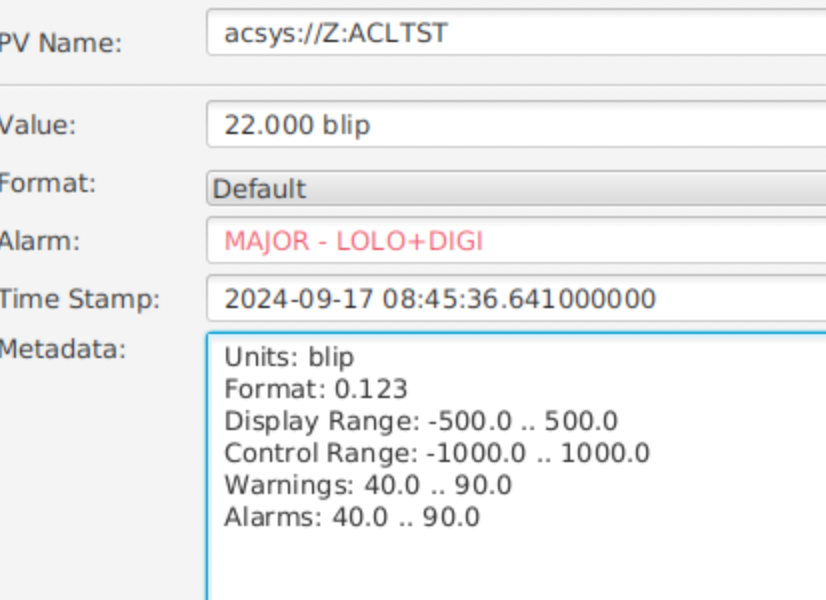 PV Name: acsys://Z:ACLTST
Value: 22.000 blip
Format: Default
Alarm: MAJOR - LOLO+DIGI
Time Stamp: 2024-09-17 08:45:36.641000000
Metadata: Units: blip
Format: 0.123
Display Range: -500.0 .. 500.0
Control Range: -1000.0 .. 1000.0
Warnings: 40.0 .. 90.0
Alarms: 40.0 .. 90.0